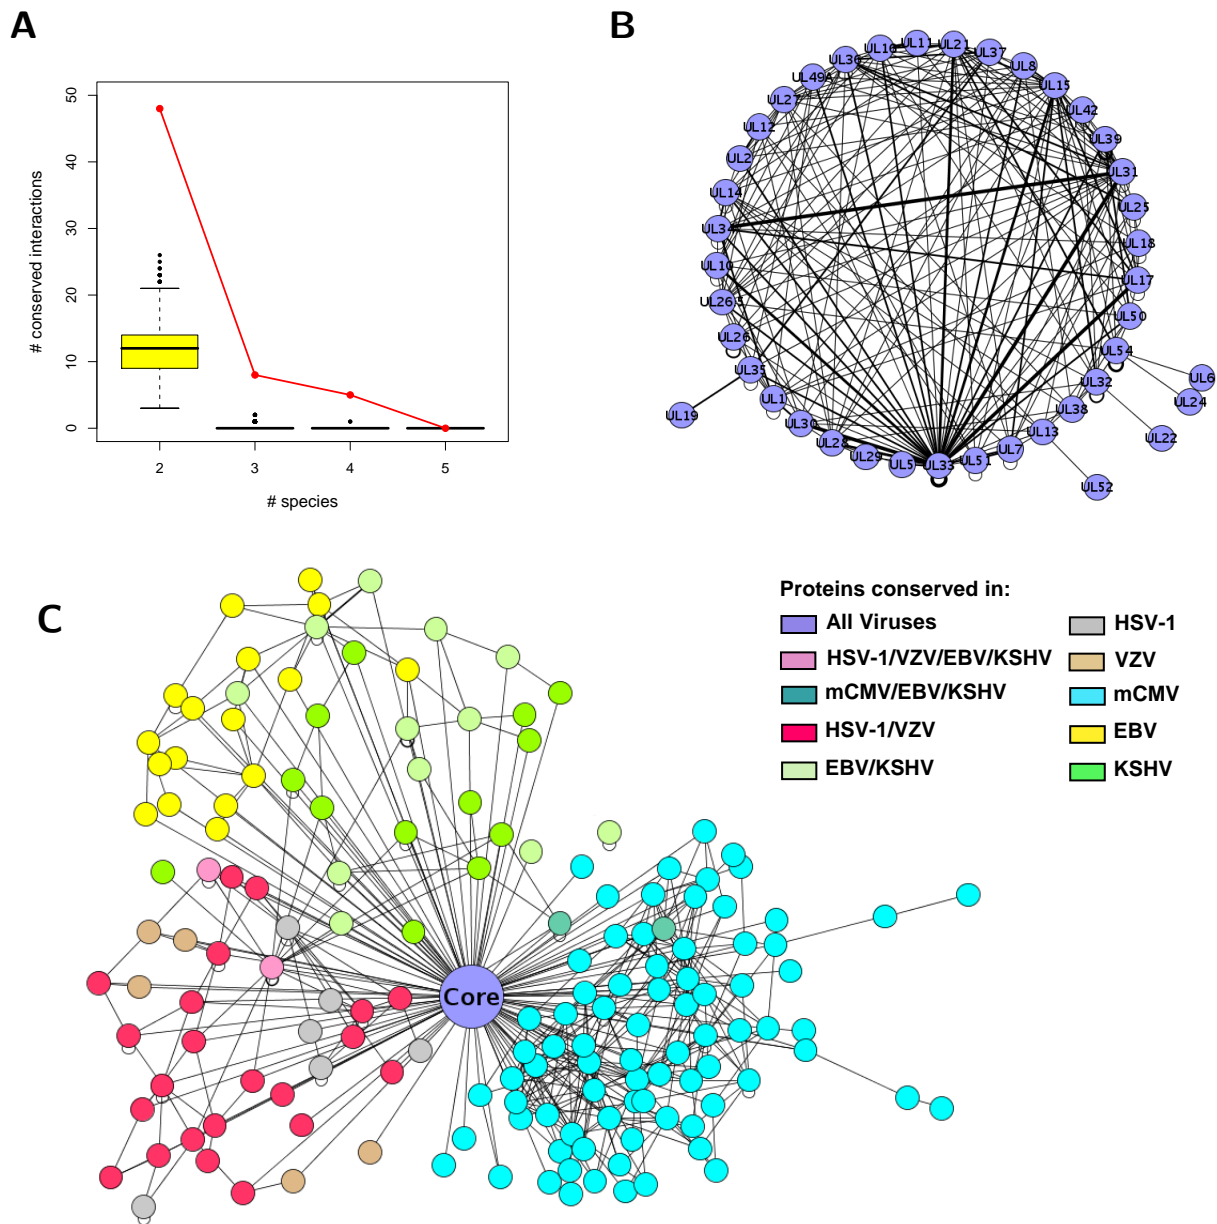 A
# conserved interactions
50
40
30
20
10
0
2 3 4 5
# species
B
UL11
UL21
UL37
UL8
UL15
UL42
UL39
UL31
UL25
UL18
UL17
UL50
UL54
UL6
UL24
UL32
UL22
UL38
UL13
UL52
UL7
UL51
UL33
UL5
UL29
UL28
UL30
UL1
UL19
UL35
UL26
UL26.5
UL10
UL34
UL14
UL2
UL12
UL27
UL49A
UL36
UL16
C
Core
Proteins conserved in:
All Viruses
HSV-1/VZV/EBV/KSHV
mCMV/EBV/KSHV
HSV-1/VZV
EBV/KSHV
HSV-1
VZV
mCMV
EBV
KSHV